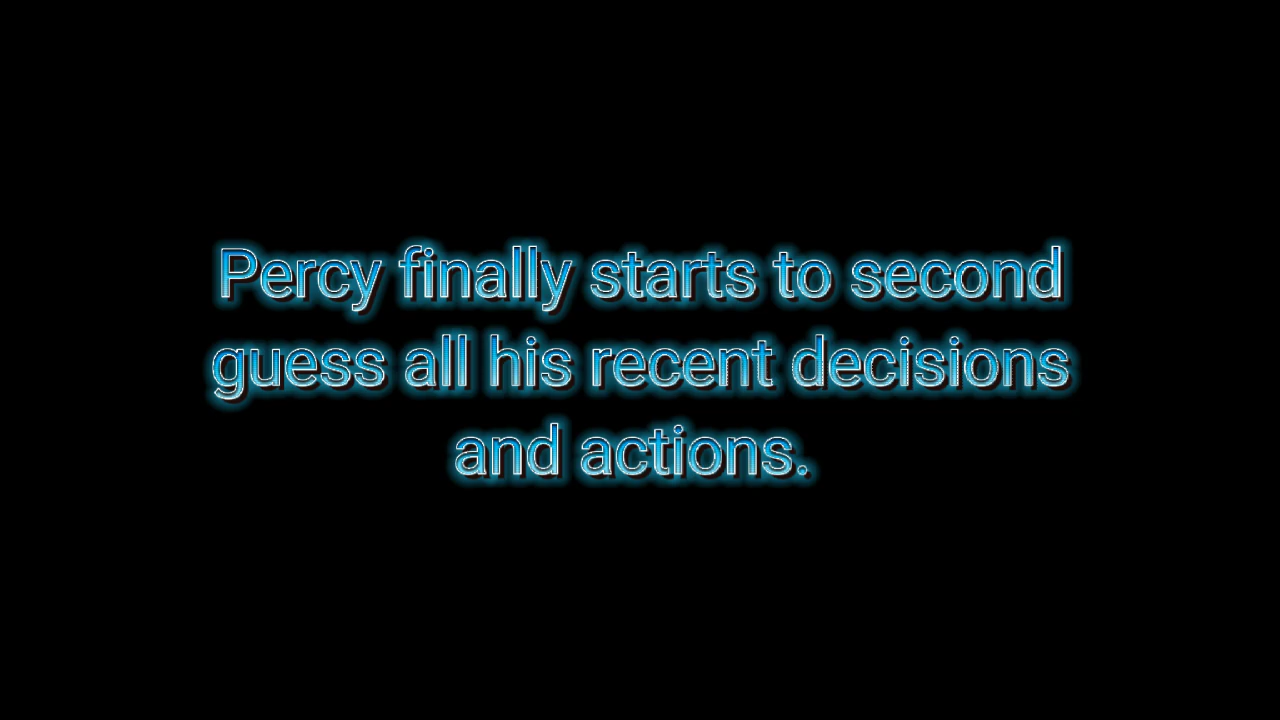 Percy finally starts to second
guess all his recent decisions
and actions.